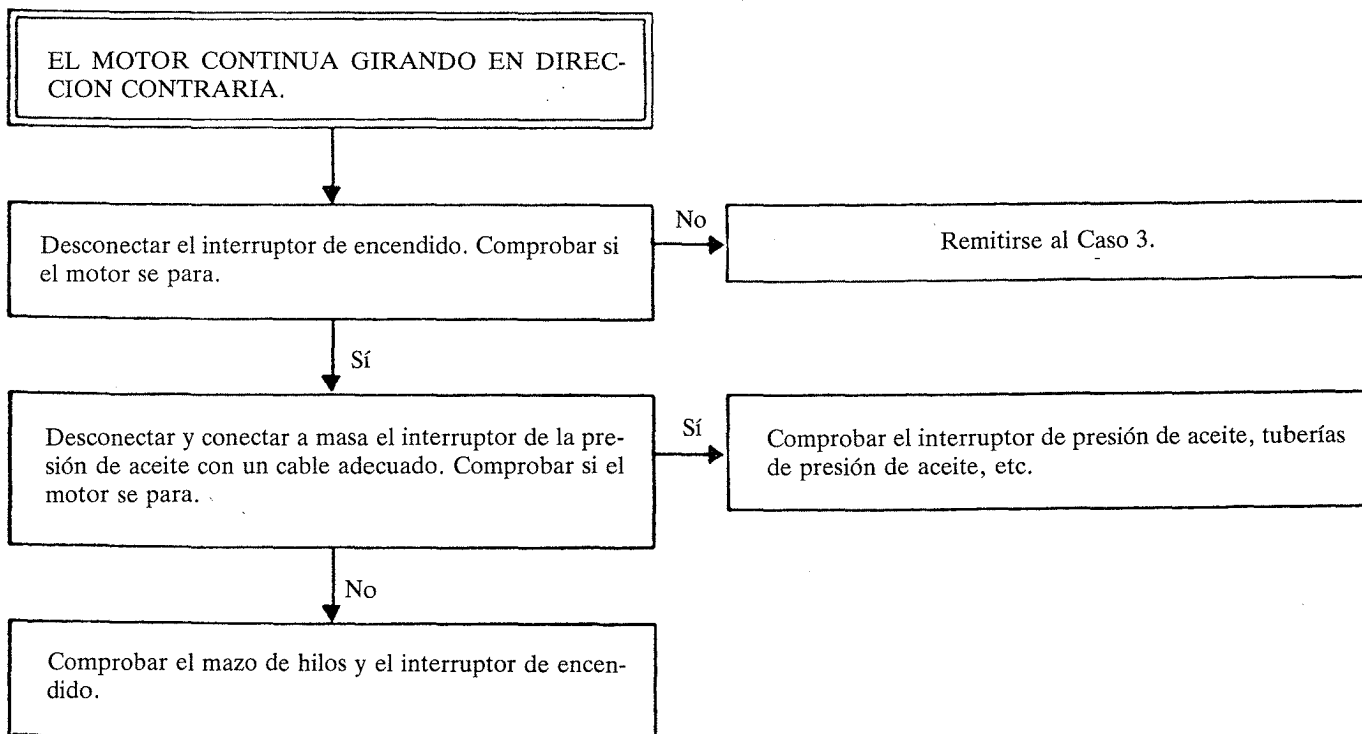 EL MOTOR CONTINUA GIRANDO EN DIREC-
CION CONTRARIA.
Desconectar el interruptor de encendido. Comprobar si
el motor se para.
No
Remitirse al Caso 3.
Sí
Desconectar y conectar a masa el interruptor de la pre-
sión de aceite con un cable adecuado. Comprobar si el
motor se para.
Sí
Comprobar el interruptor de presión de aceite, tuberías
de presión de aceite, etc.
No
Comprobar el mazo de hilos y el interruptor de encen-
dido.